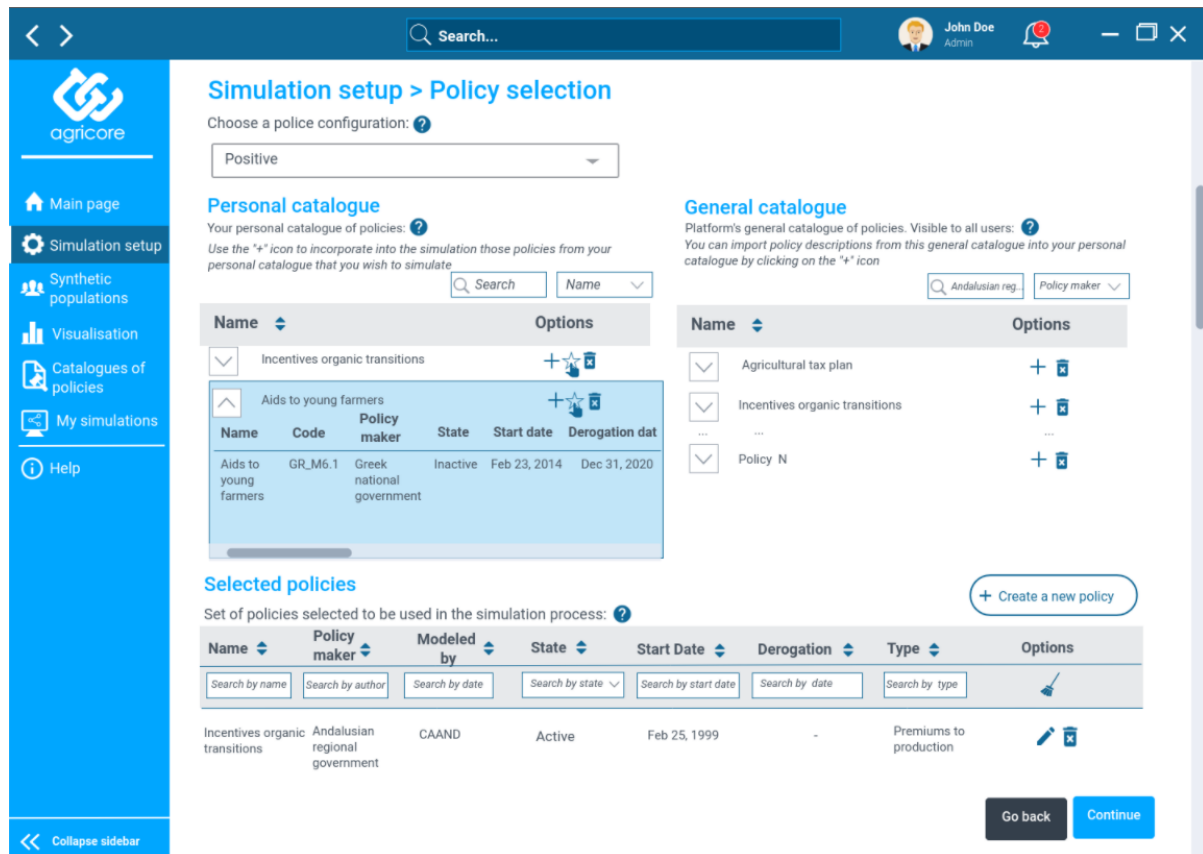 Search...
John Doe
Admin
2
agricore
Main page
Simulation setup
Synthetic
populations
Visualisation
Catalogues of
policies
My simulations
Help
Collapse sidebar
Simulation setup > Policy selection
Choose a police configuration: ?
Positive
Personal catalogue
Your personal catalogue of policies: ?
Use the "+" icon to incorporate into the simulation those policies from your
personal catalogue that you wish to simulate
Search Name
Name Options
Incentives organic transitions
Aids to young farmers
Name Code Policy maker State Start date Derogation dat
Aids to GR_M6.1 Greek Inactive Feb 23, 2014 Dec 31, 2020
young national
farmers government
General catalogue
Platform's general catalogue of policies. Visible to all users: ?
You can import policy descriptions from this general catalogue into your personal
catalogue by clicking on the "+" icon
Andalusian reg... Policy maker
Name Options
Agricultural tax plan
Incentives organic transitions
... ... ...
Policy N
Selected policies
+ Create a new policy
Set of policies selected to be used in the simulation process: ?
Name Policy maker Modeled by State Start Date Derogation Type Options
Search by name Search by author Search by date Search by state Search by start date Search by date Search by type
Incentives organic Andalusian CAAND Active Feb 25, 1999 - Premiums to
transitions regional production
government
Go back Continue